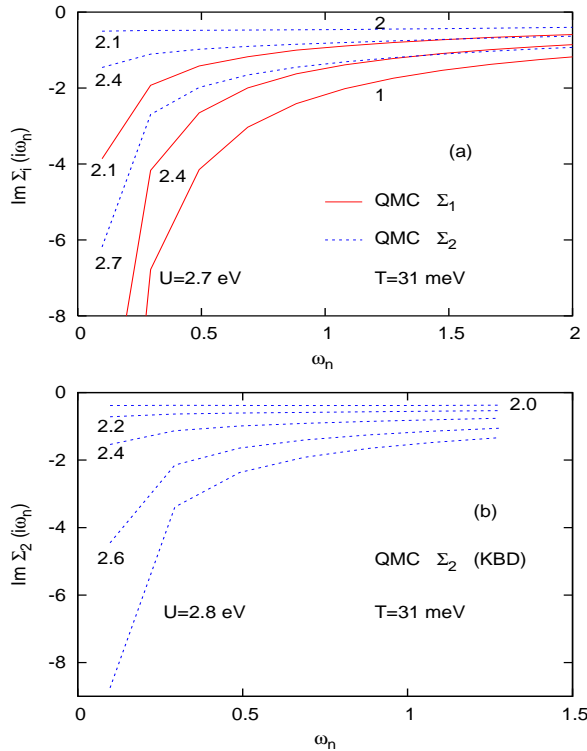 0
-2
-4
-6
-8
Im Σi (iωn)
2.1
2.4
2.1
2.7
2
1
2.4
(a)
QMC Σ1
QMC Σ2
U=2.7 eV
T=31 meV
0
0.5
1
1.5
2
ωn
0
-2
-4
-6
-8
Im Σ2 (iωn)
2.0
2.2
2.4
2.6
(b)
QMC Σ2 (KBD)
U=2.8 eV
T=31 meV
0
0.5
1
1.5
ωn